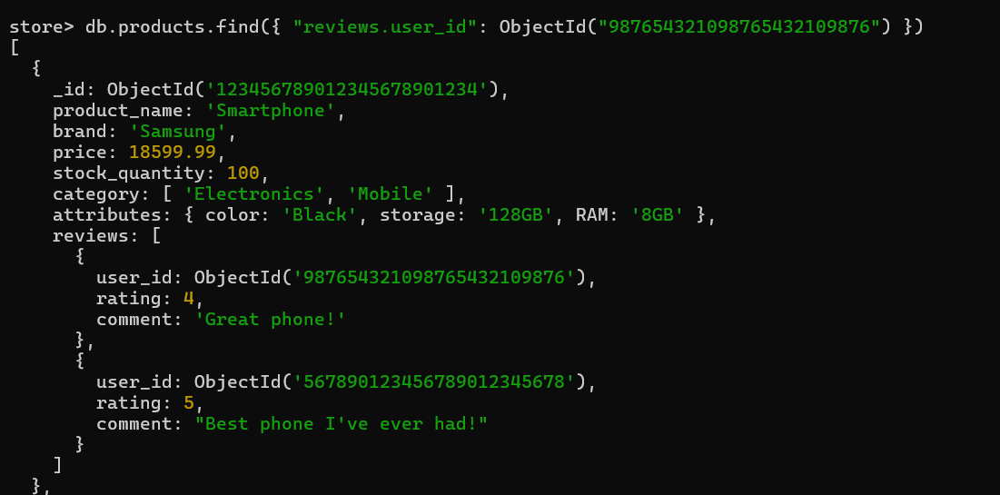 store> db.products.find({ "reviews.user_id": ObjectId("987654321098765432109876") })
[
  {
    _id: ObjectId('123456789012345678901234'),
    product_name: 'Smartphone',
    brand: 'Samsung',
    price: 18599.99,
    stock_quantity: 100,
    category: [ 'Electronics', 'Mobile' ],
    attributes: { color: 'Black', storage: '128GB', RAM: '8GB' },
    reviews: [
      {
        user_id: ObjectId('987654321098765432109876'),
        rating: 4,
        comment: 'Great phone!'
      },
      {
        user_id: ObjectId('567890123456789012345678'),
        rating: 5,
        comment: "Best phone I've ever had!"
      }
    ]
  },